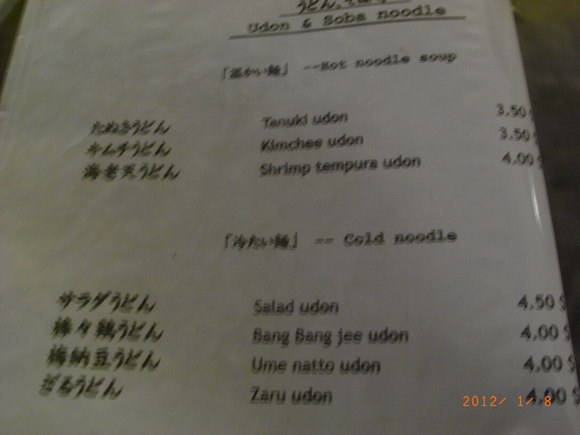 Udon & Soba noodle
「温かい麺」 --Hot noodle soup
たぬきうどん Tanuki udon 3.50
キムチうどん Kimchee udon 3.50
海老天うどん Shrimp tempura udon 4.00 $
「冷たい麺」 -- Cold noodle
サラダうどん Salad udon 4.50 $
棒々鶏うどん Bang Bang jee udon 4.00 $
梅納豆うどん Ume natto udon 4.00 $
ざるうどん Zaru udon 4.00 $
2012/ 1/ 8